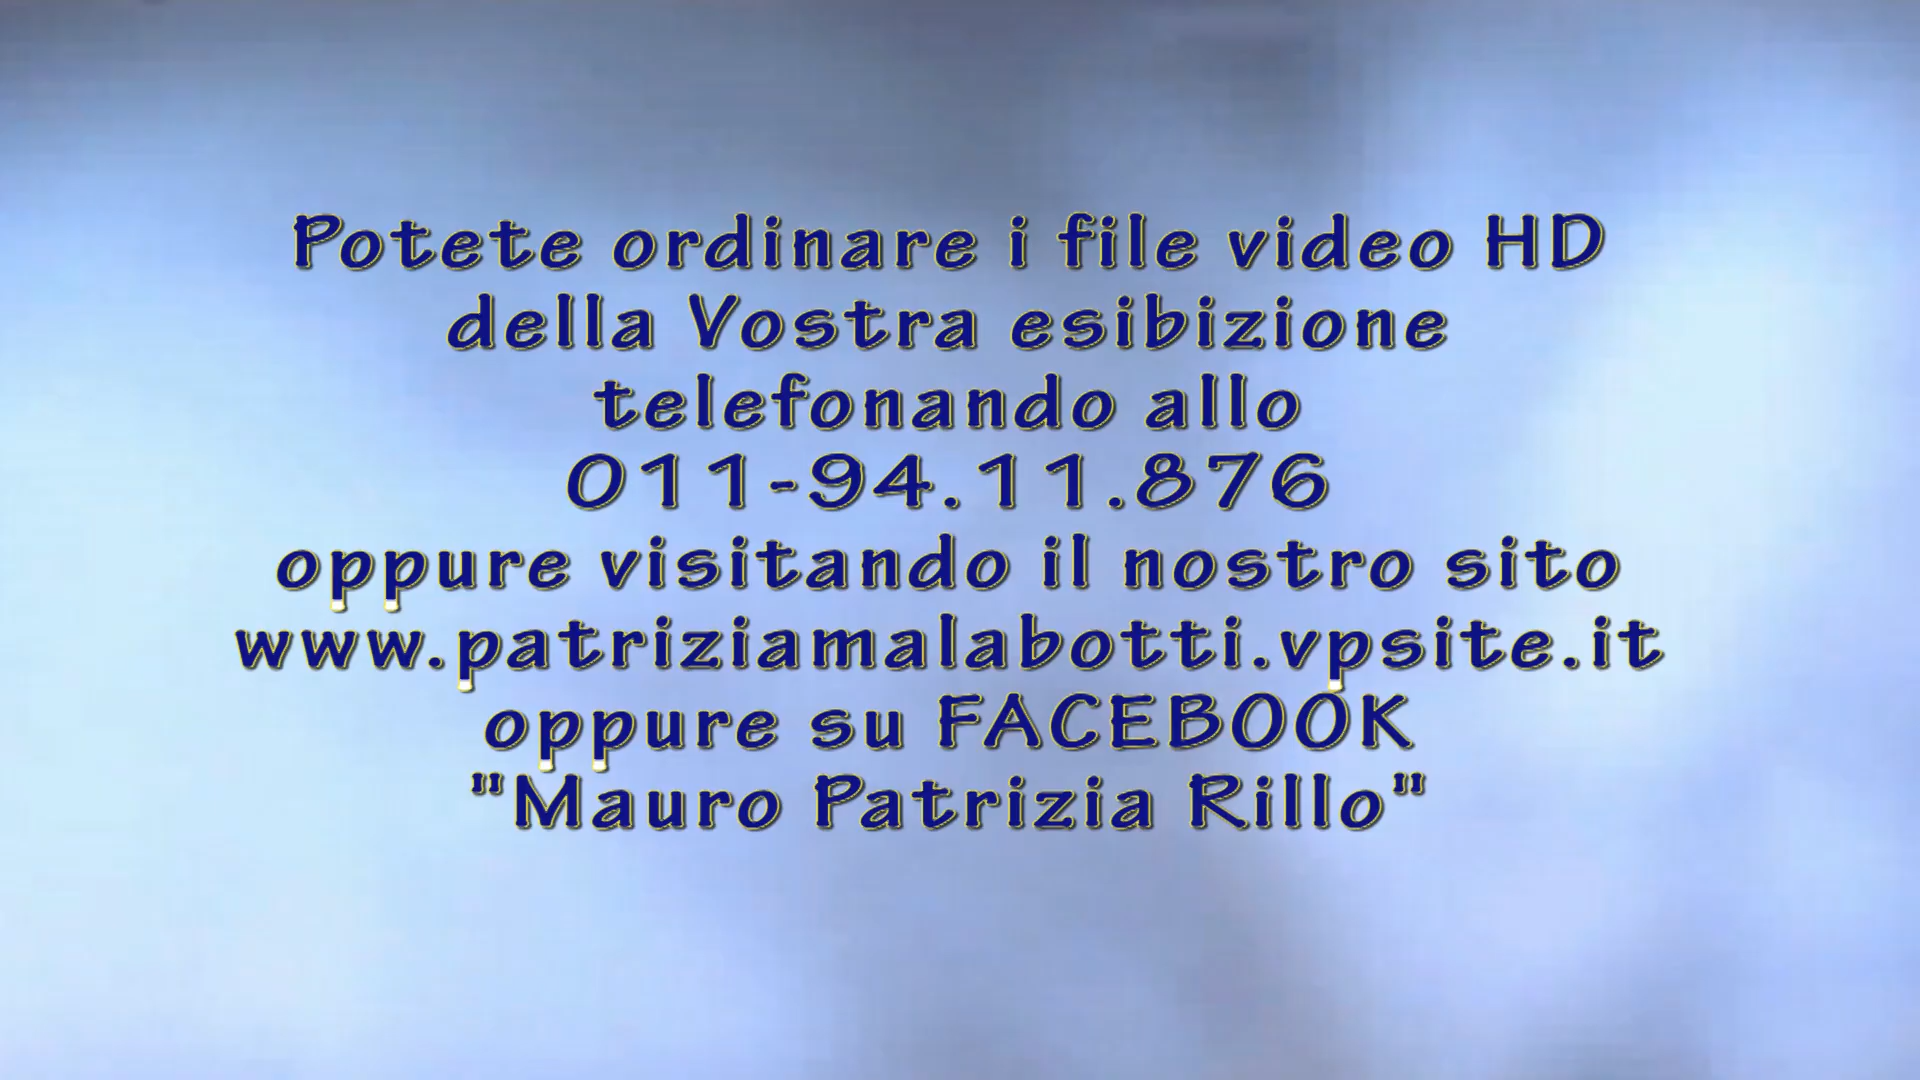 Potete ordinare i file video HD
della Vostra esibizione
telefonando allo
011-94.11.876
oppure visitando il nostro sito
www.patriziamalabotti.vpsite.it
oppure su FACEBOOK
"Mauro Patrizia Rillo"